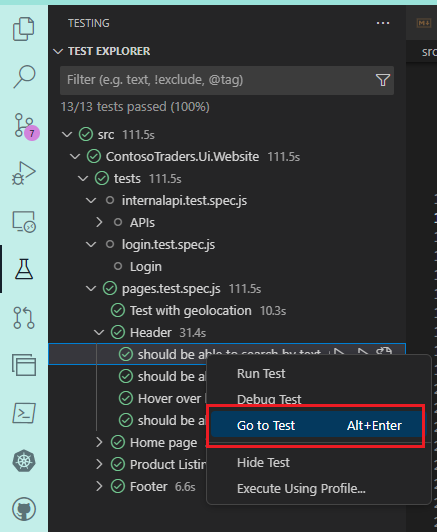 TESTING
TEST EXPLORER
Filter (e.g. text, !exclude, @tag)
13/13 tests passed (100%)
src 111.5s
ContosoTraders.Ui.Website 111.5s
tests 111.5s
internalapi.test.spec.js
APIs
login.test.spec.js
Login
pages.test.spec.js 111.5s
Test with geolocation 10.3s
Header 31.4s
should be able to search by text
should be a
Hover over
should be a
Home page
Product Listin
Footer 6.6s
Run Test
Debug Test
Go to Test Alt+Enter
Hide Test
Execute Using Profile...
7
src